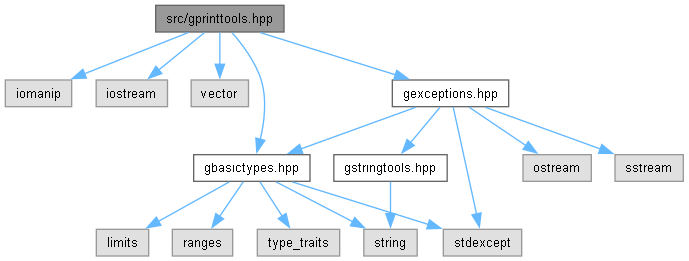 src/gprinttools.hpp
iomanip
iostream
vector
gexceptions.hpp
gbasictypes.hpp
gstringtools.hpp
ostream
sstream
limits
ranges
type_traits
string
stdexcept